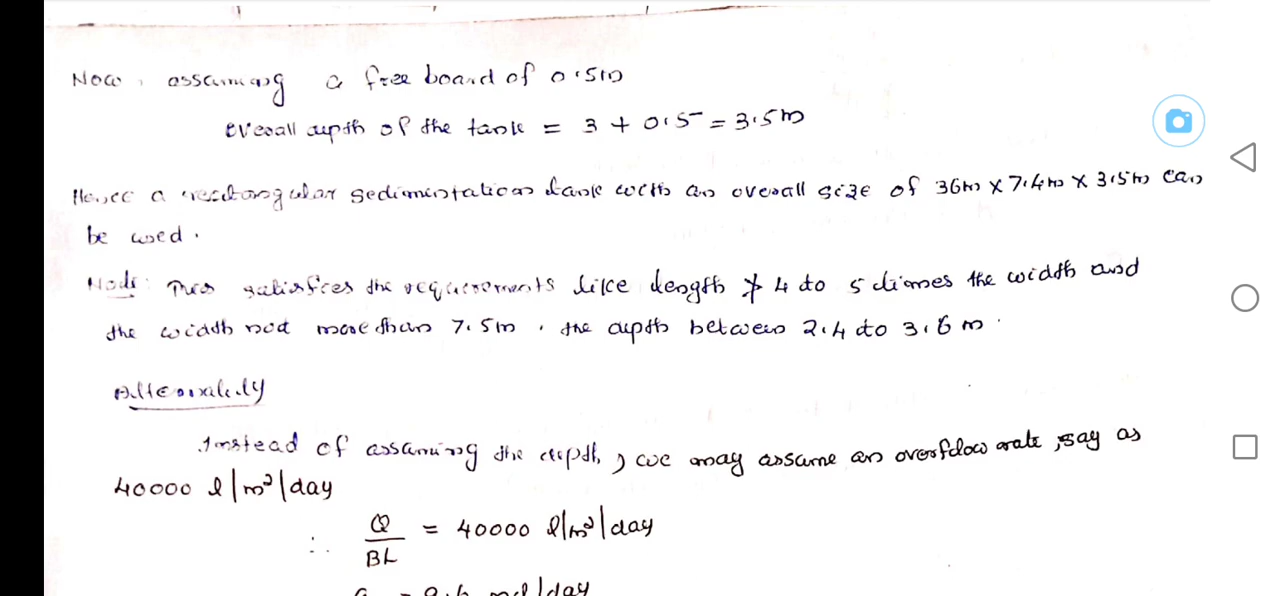 Now, assuming a free board of 0.5m
overall depth of the tank = 3 + 0.5 = 3.5m
Hence a rectangular sedimentation tank with an overall size of 36m x 7.4m x 3.5m can
be used.
Note: This satisfies the requirements like length ≯ 4 to 5 times the width and
the width not more than 7.5m, the depth between 2.4 to 3.6 m.
Alternately
Instead of assuming the depth, we may assume an overflow rate, say as
40000 l/m²/day
∴ Q/BL = 40000 l/m²/day